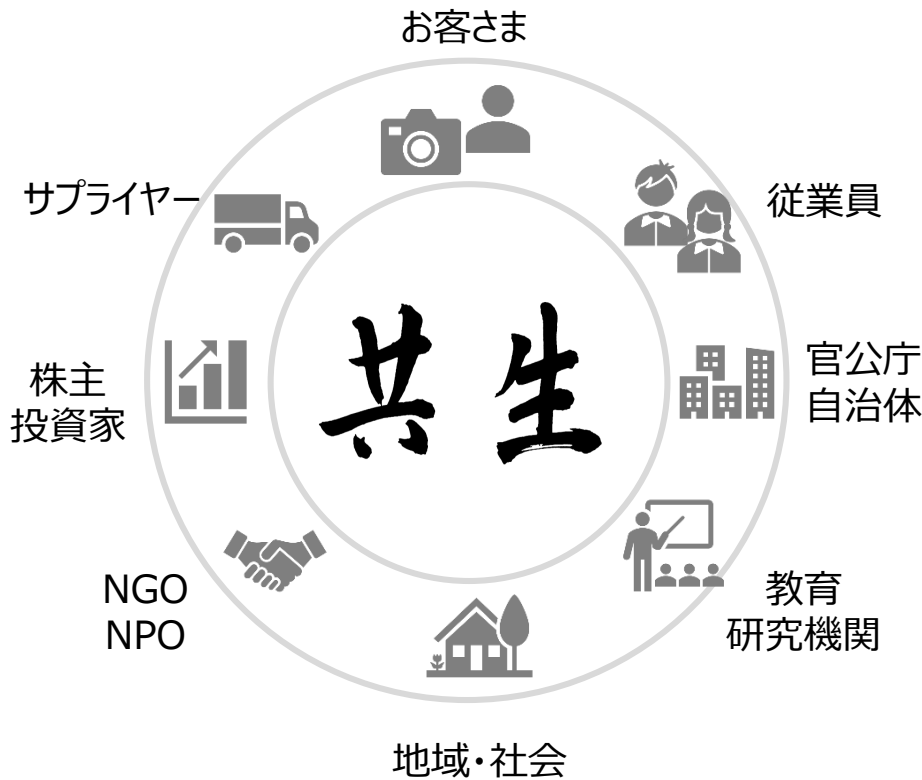 お客さま
サプライヤー
従業員
共生
株主
投資家
官公庁
自治体
NGO
NPO
教育
研究機関
地域・社会